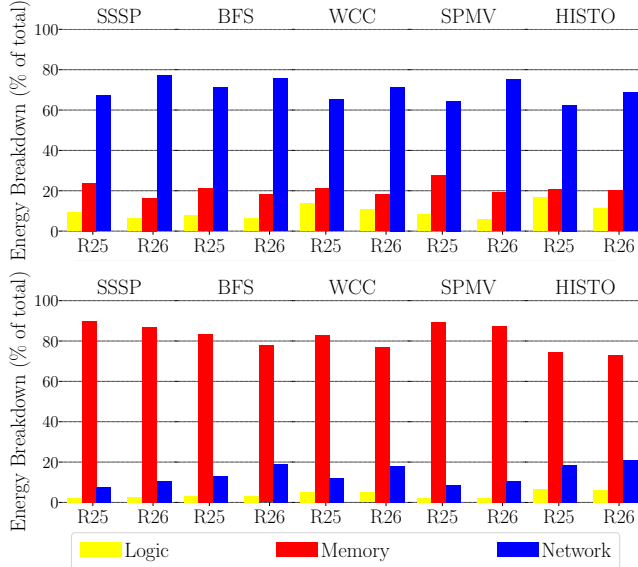 SSSP BFS WCC SPMV HISTO
Energy Breakdown (% of total)
100
80
60
40
20
0
R25 R26 R25 R26 R25 R26 R25 R26 R25 R26
SSSP BFS WCC SPMV HISTO
Energy Breakdown (% of total)
100
80
60
40
20
0
R25 R26 R25 R26 R25 R26 R25 R26 R25 R26
Logic Memory Network